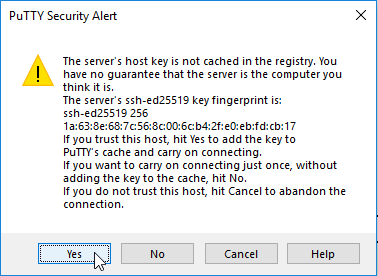 PuTTY Security Alert
The server's host key is not cached in the registry. You
have no guarantee that the server is the computer you
think it is.
The server's ssh-ed25519 key fingerprint is:
ssh-ed25519 256
1a:63:8e:68:7c:56:8c:00:6c:b4:2f:e0:eb:fd:cb:17
If you trust this host, hit Yes to add the key to
PuTTY's cache and carry on connecting.
If you want to carry on connecting just once, without
adding the key to the cache, hit No.
If you do not trust this host, hit Cancel to abandon the
connection.
Yes No Cancel Help